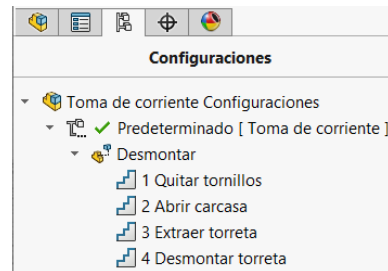 Configuraciones
Toma de corriente Configuraciones
Predeterminado [ Toma de corriente ]
Desmontar
1 Quitar tornillos
2 Abrir carcasa
3 Extraer torreta
4 Desmontar torreta